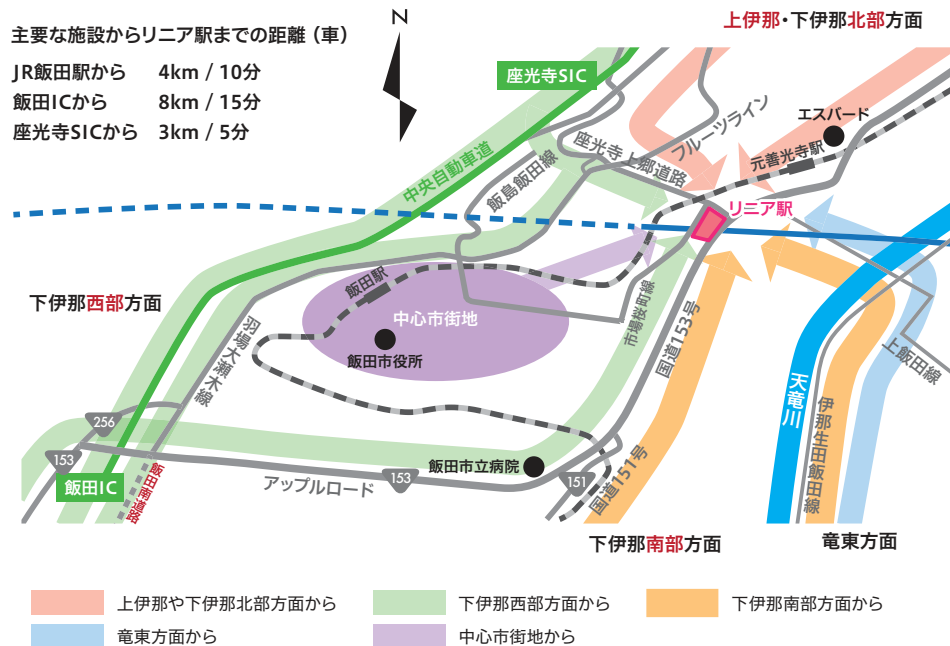 主要な施設からリニア駅までの距離（車）
JR飯田駅から 4km / 10分
飯田ICから 8km / 15分
座光寺SICから 3km / 5分
N
上伊那・下伊那北部方面
座光寺SIC
エスバード
フルーツライン
元善光寺駅
座光寺上郷道路
中央自動車道
飯島飯田線
リニア駅
下伊那西部方面
飯田駅
中心市街地
飯田市役所
羽場大瀬木線
市場桜町線
国道153号
上飯田線
天竜川
伊那生田飯田線
256
153
飯田IC
飯田南道路
アップルロード
153
飯田市立病院
151
国道151号
下伊那南部方面
竜東方面
上伊那や下伊那北部方面から
下伊那西部方面から
下伊那南部方面から
竜東方面から
中心市街地から